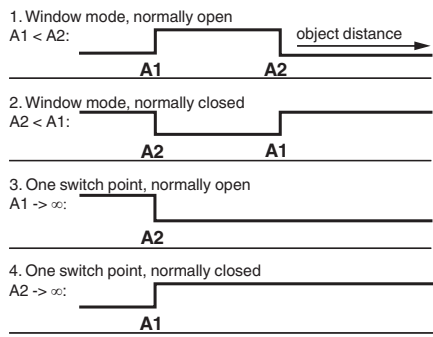 1. Window mode, normally open
A1 < A2:
object distance
A1 A2
2. Window mode, normally closed
A2 < A1:
A2 A1
3. One switch point, normally open
A1 -> ∞:
A2
4. One switch point, normally closed
A2 -> ∞:
A1